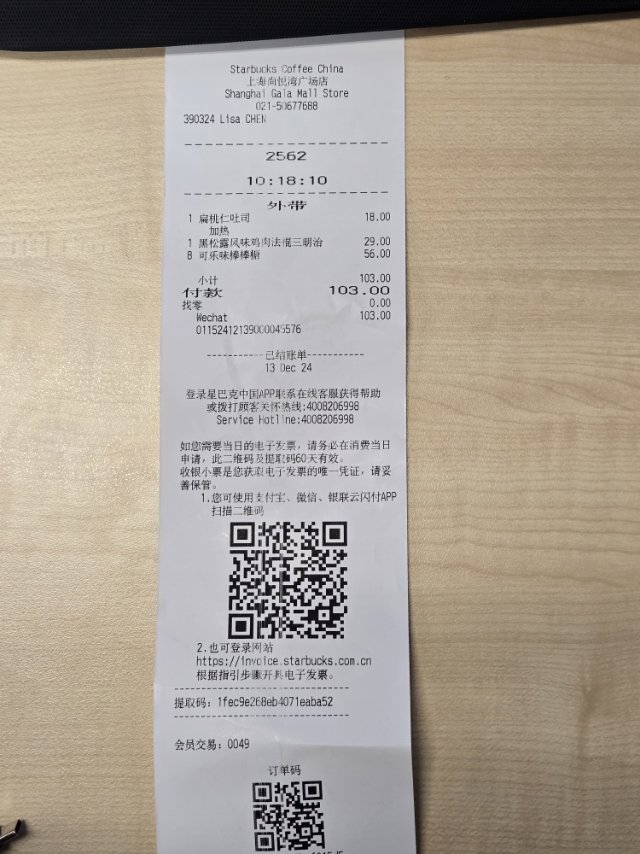 Starbucks Coffee China
上海尚悦湾广场店
Shanghai Gala Mall Store
021-50677688
390324 Lisa CHEN
2562
10:18:10
外带
1 扁桃仁吐司 18.00
加热
1 黑松露风味鸡肉法棍三明治 29.00
8 可乐味棒棒糖 56.00
小计 103.00
付款 103.00
找零 0.00
Wechat 103.00
01152412139000045576
------------已结账单------------
13 Dec 24
登录星巴克中国APP联系在线客服获得帮助
或拨打顾客关怀热线:4008206998
Service Hotline:4008206998
如您需要当日的电子发票，请务必在消费当日
申请，此二维码及提取码60天有效。
收银小票是您获取电子发票的唯一凭证，请妥
善保管。
1.您可使用支付宝、微信、银联云闪付APP
扫描二维码
2.也可登录网站
https://invoice.starbucks.com.cn
根据指引步骤开具电子发票。
提取码：1fec9e268eb4071eaba52
会员交易：0049
订单码